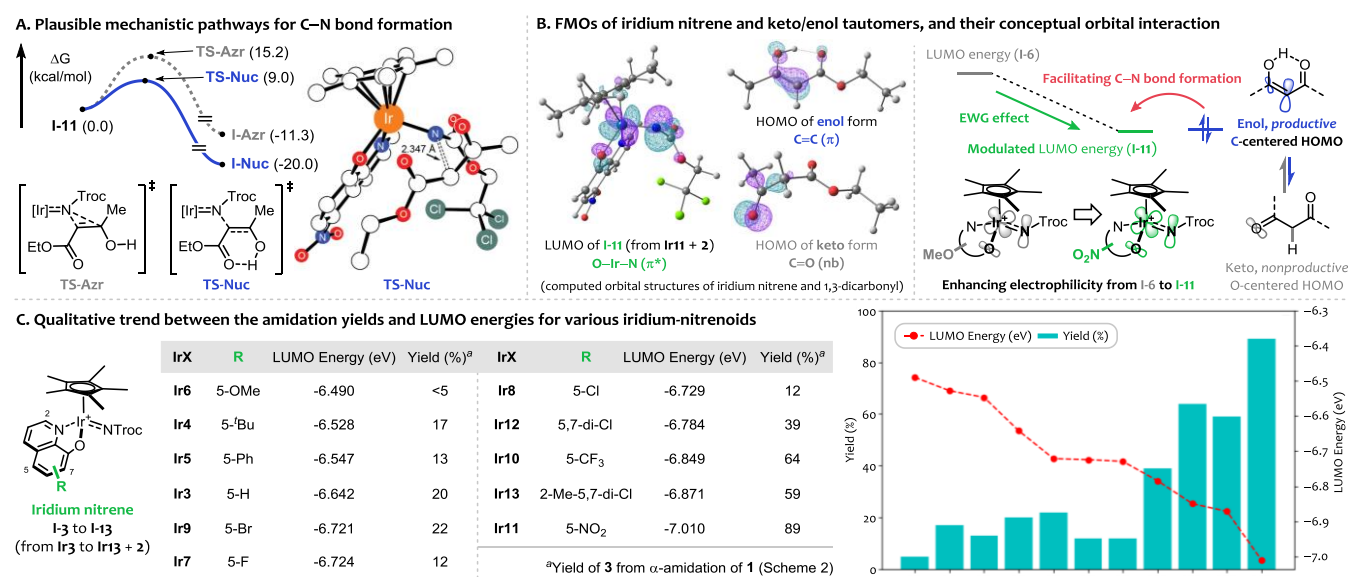 A. Plausible mechanistic pathways for C–N bond formation
ΔG
(kcal/mol)
TS-Azr (15.2)
TS-Nuc (9.0)
I-11 (0.0)
I-Azr (-11.3)
I-Nuc (-20.0)
[Ir]=N
Troc
Me
EtO
O
O–H
‡
TS-Azr
[Ir]=N
Troc
Me
EtO
O
O
H
‡
TS-Nuc
Ir
N
N
N
O
O
O
O
O
O
O
2.347 Å
Cl
Cl
Cl
TS-Nuc
B. FMOs of iridium nitrene and keto/enol tautomers, and their conceptual orbital interaction
LUMO of I-11 (from Ir11 + 2)
O–Ir–N (π*)
HOMO of enol form
C=C (π)
HOMO of keto form
C=O (nb)
(computed orbital structures of iridium nitrene and 1,3-dicarbonyl)
LUMO energy (I-6)
Facilitating C–N bond formation
EWG effect
Modulated LUMO energy (I-11)
H
O
O
Enol, productive
C-centered HOMO
O
O
H
Keto, nonproductive
O-centered HOMO
N
Ir+
N
Troc
O
MeO
N
Ir+
N
Troc
O
O2N
Enhancing electrophilicity from I-6 to I-11
C. Qualitative trend between the amidation yields and LUMO energies for various iridium-nitrenoids
2
N
Ir+
NTroc
O
5
7
R
Iridium nitrene
I-3 to I-13
(from Ir3 to Ir13 + 2)
IrX R LUMO Energy (eV) Yield (%)a
Ir6 5-OMe -6.490 <5
Ir4 5-tBu -6.528 17
Ir5 5-Ph -6.547 13
Ir3 5-H -6.642 20
Ir9 5-Br -6.721 22
Ir7 5-F -6.724 12
IrX R LUMO Energy (eV) Yield (%)a
Ir8 5-Cl -6.729 12
Ir12 5,7-di-Cl -6.784 39
Ir10 5-CF3 -6.849 64
Ir13 2-Me-5,7-di-Cl -6.871 59
Ir11 5-NO2 -7.010 89
aYield of 3 from α-amidation of 1 (Scheme 2)
LUMO Energy (eV) Yield (%)
Yield (%)
100
80
60
40
20
0
−6.3
−6.4
−6.5
−6.6
−6.7
−6.8
−6.9
−7.0
LUMO Energy (eV)